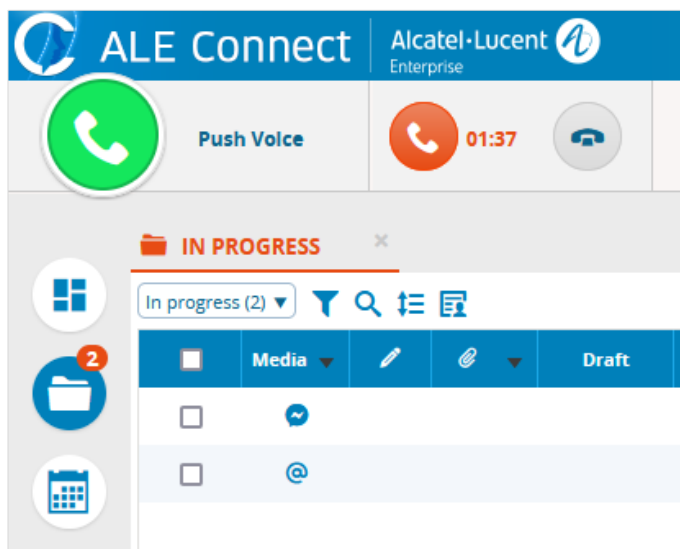 ALE Connect
Alcatel·Lucent
Enterprise
Push Voice
01:37
IN PROGRESS
In progress (2)
2
Media
Draft
@